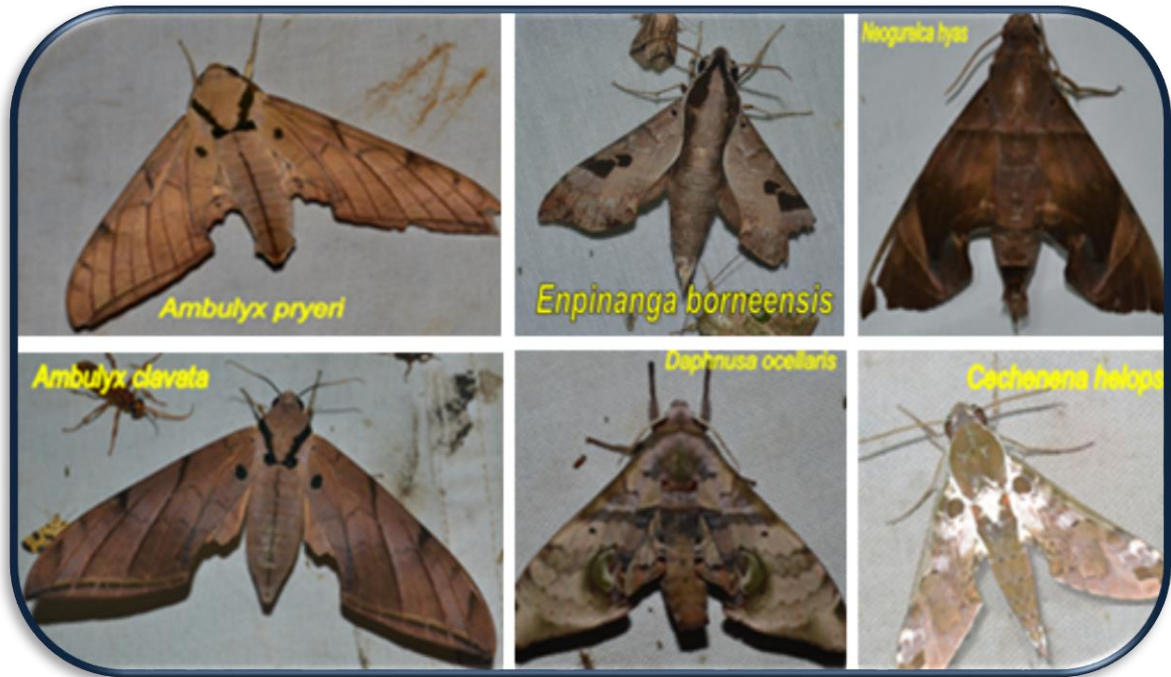 Ambulyx pryeri
Enpinanga borneensis
Neogurelca hyas
Ambulyx clavata
Daphnusa ocellaris
Cechenena helops